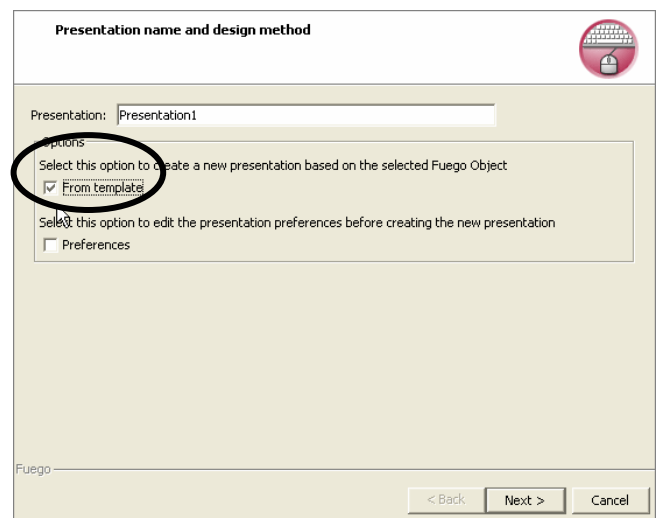 Presentation name and design method
Presentation: Presentation1
Options
Select this option to create a new presentation based on the selected Fuego Object
From template
Select this option to edit the presentation preferences before creating the new presentation
Preferences
Fuego
< Back Next > Cancel